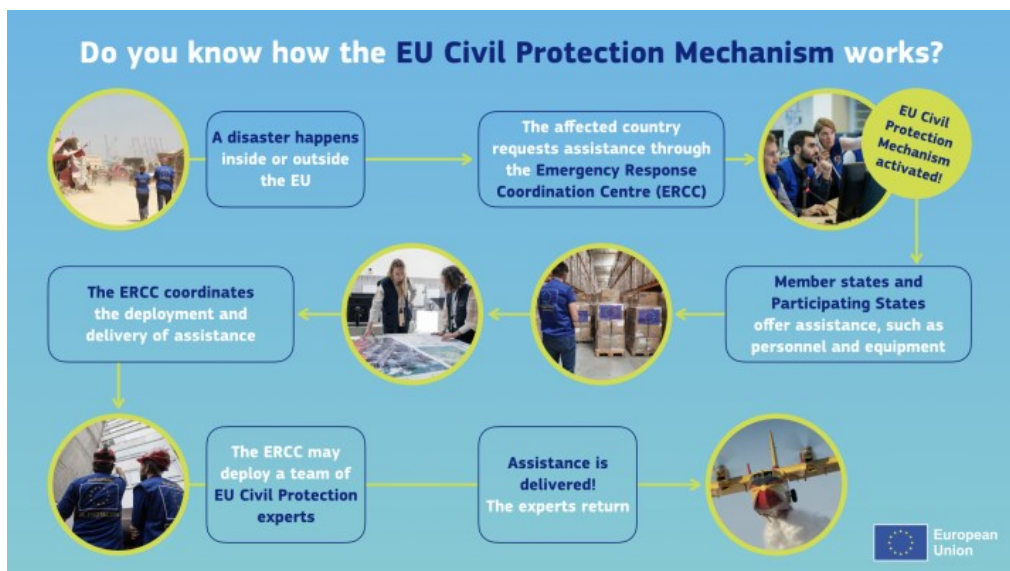 Do you know how the EU Civil Protection Mechanism works?
A disaster happens
inside or outside
the EU
The affected country
requests assistance through
the Emergency Response
Coordination Centre (ERCC)
EU Civil
Protection
Mechanism
activated!
Member states and
Participating States
offer assistance, such as
personnel and equipment
The ERCC coordinates
the deployment and
delivery of assistance
The ERCC may
deploy a team of
EU Civil Protection
experts
Assistance is
delivered!
The experts return
European
Union